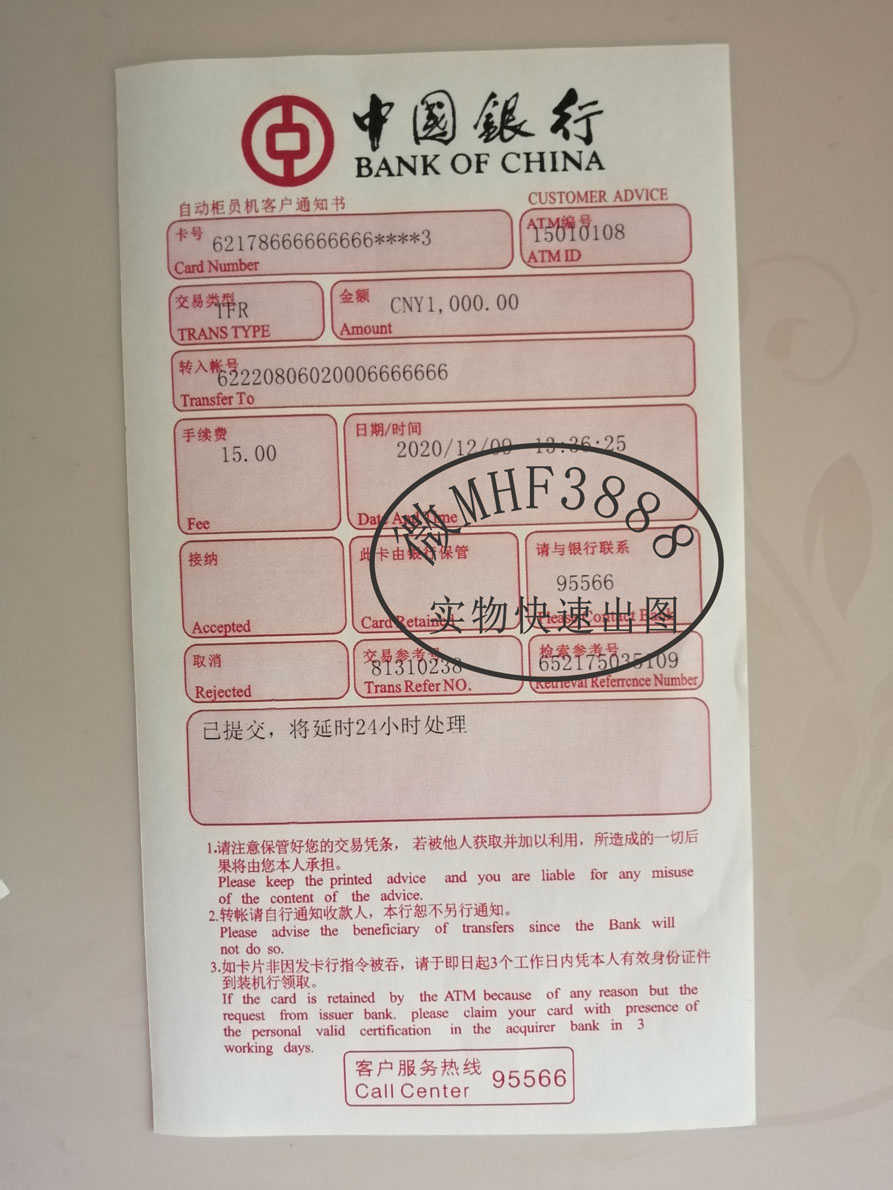 中國銀行
BANK OF CHINA
自动柜员机客户通知书
CUSTOMER ADVICE
卡号
62178666666666****3
Card Number
ATM编号
15010108
ATM ID
交易类型
TFR
TRANS TYPE
金额
CNY1,000.00
Amount
转入帐号
62220806020006666666
Transfer To
手续费
15.00
Fee
日期/时间
2020/12/09 13:36:25
Date And Time
微MHF3888
实物快速出图
接纳
Accepted
此卡由银行保管
Card Retained
请与银行联系
95566
Please Contact Bank
取消
Rejected
交易参考号
81310238
Trans Refer NO.
检索参考号
652175035109
Retrieval Referrcnce Number
已提交，将延时24小时处理
1.请注意保管好您的交易凭条， 若被他人获取并加以利用，所造成的一切后
果将由您本人承担。
Please keep the printed advice and you are liable for any misuse
of the content of the advice.
2.转帐请自行通知收款人，本行恕不另行通知。
Please advise the beneficiary of transfers since the Bank will
not do so.
3.如卡片非因发卡行指令被吞，请于即日起3个工作日内凭本人有效身份证件
到装机行领取。
If the card is retained by the ATM because of any reason but the
request from issuer bank. please claim your card with presence of
the personal valid certification in the acquirer bank in 3
working days.
客户服务热线
Call Center
95566